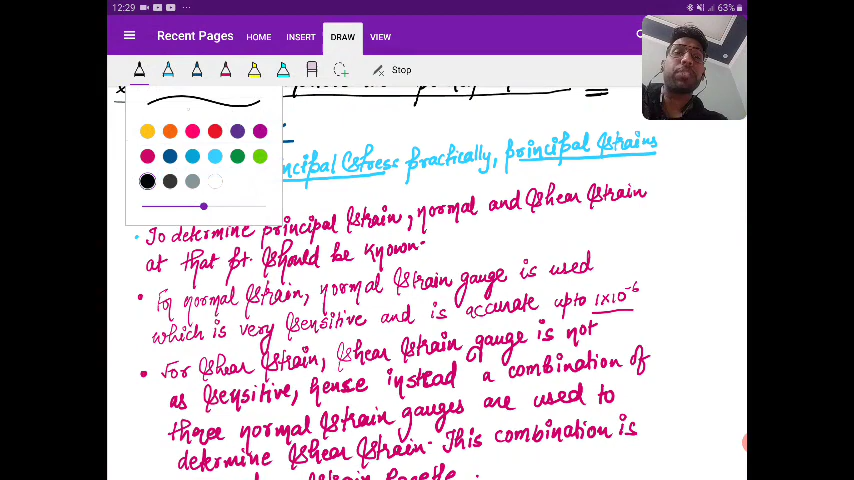 12:29
63%
Recent Pages
HOME
INSERT
DRAW
VIEW
Stop
ncipal Stress practically, principal Strains
To determine principal Strain, normal and Shear Strain
at that pt. Should be known.
For normal Strain, normal Strain gauge is used
which is very Sensitive and is accurate upto 1×10⁻⁶
For Shear Strain, Shear Strain gauge is not
as Sensitive, hence instead a combination of
three normal Strain gauges are used to
determine Shear Strain. This combination is